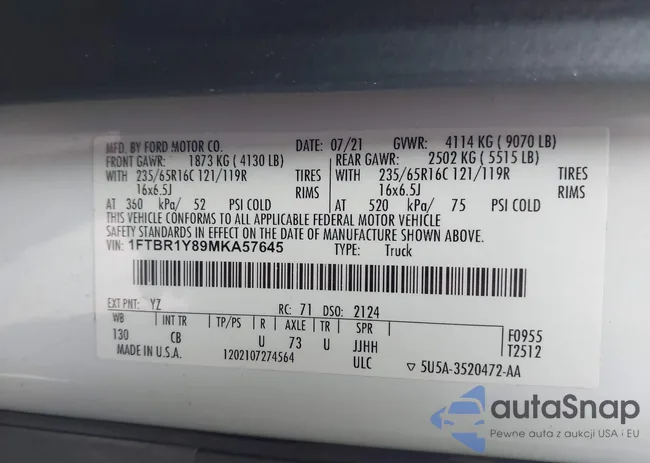 MFD. BY FORD MOTOR CO. DATE: 07/21 GVWR: 4114 KG ( 9070 LB)
FRONT GAWR: 1873 KG ( 4130 LB) REAR GAWR: 2502 KG ( 5515 LB)
WITH 235/65R16C 121/119R TIRES WITH 235/65R16C 121/119R TIRES
16x6.5J RIMS 16x6.5J RIMS
AT 360 kPa/ 52 PSI COLD AT 520 kPa/ 75 PSI COLD
THIS VEHICLE CONFORMS TO ALL APPLICABLE FEDERAL MOTOR VEHICLE
SAFETY STANDARDS IN EFFECT ON THE DATE OF MANUFACTURE SHOWN ABOVE.
VIN: 1FTBR1Y89MKA57645 TYPE: Truck
EXT PNT: YZ RC: 71 DSO: 2124
WB INT TR TP/PS R AXLE TR SPR F0955
130 CB U 73 U JJHH T2512
MADE IN U.S.A. 1202107274564 ULC ▽ 5U5A-3520472-AA
autoSnap
Pewne auta z aukcji USA i EU